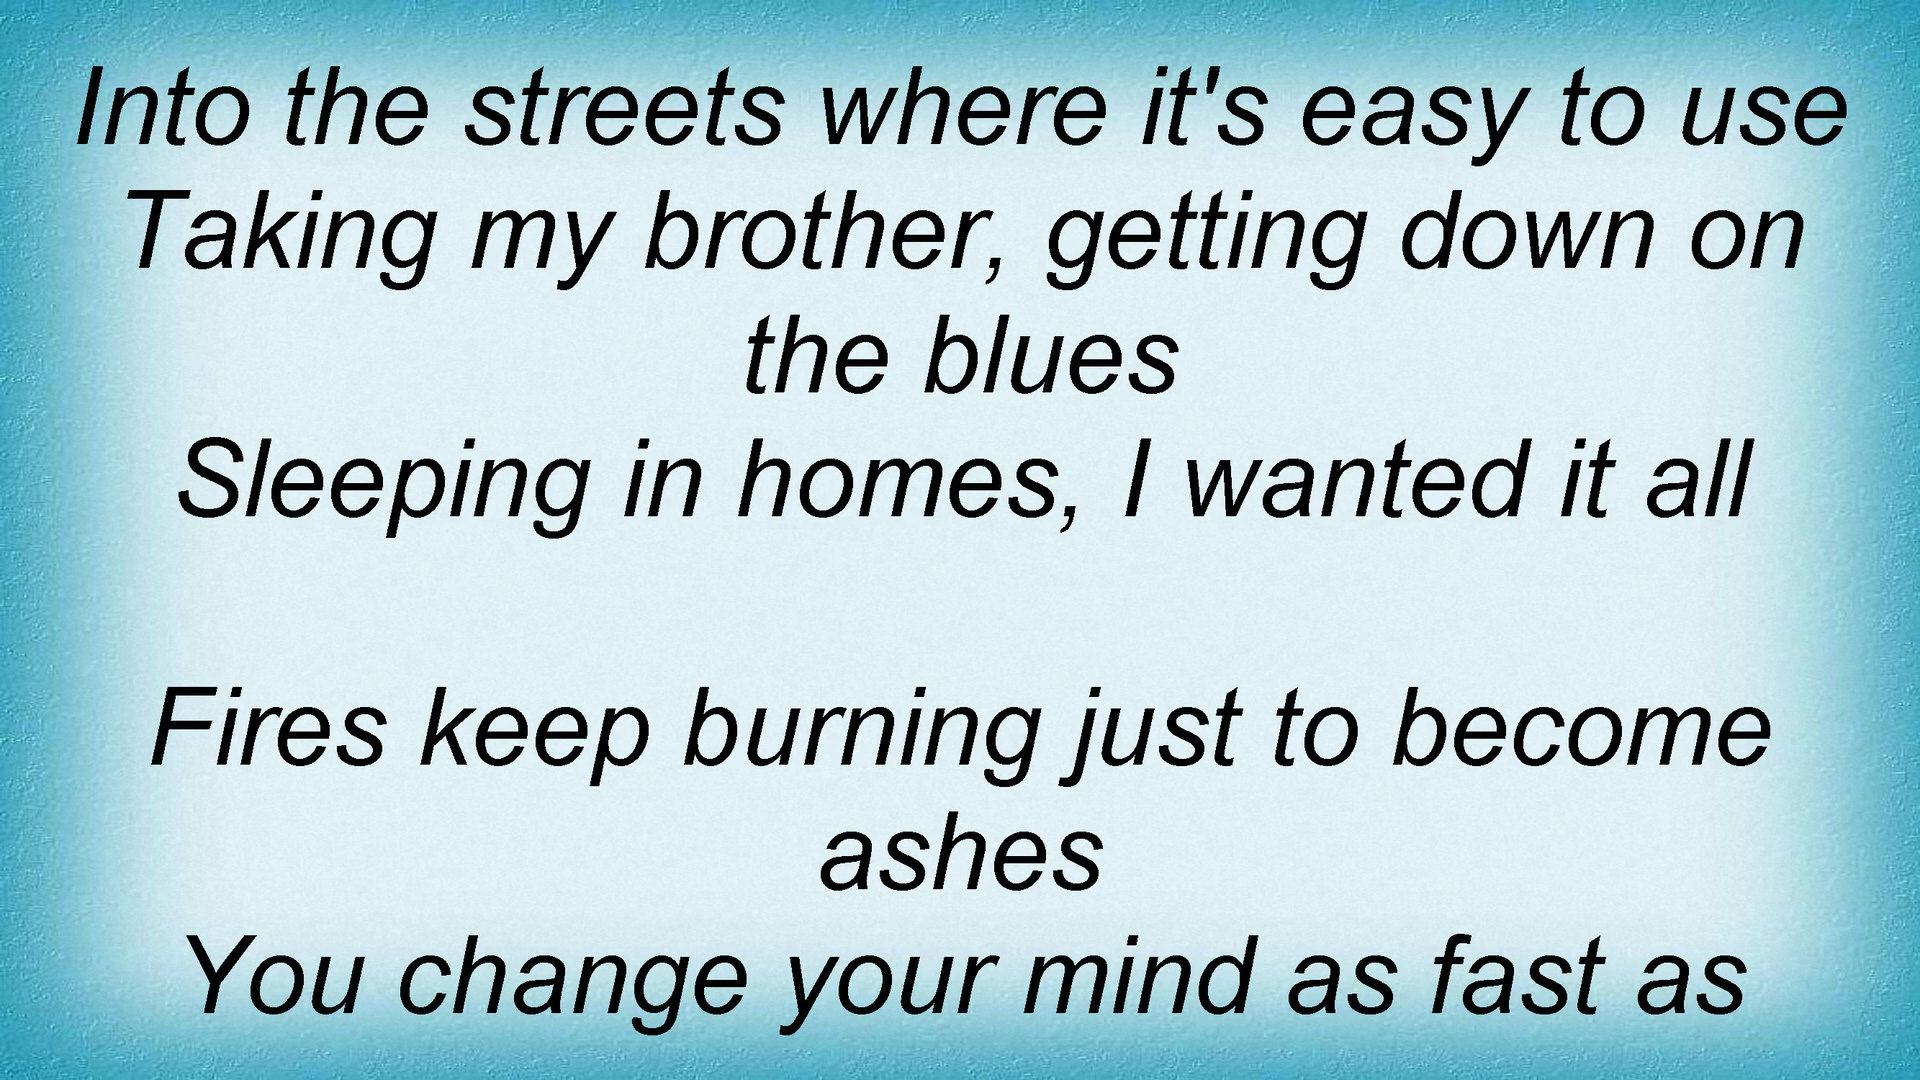 Into the streets where it's easy to use
Taking my brother, getting down on
the blues
Sleeping in homes, I wanted it all
Fires keep burning just to become
ashes
You change your mind as fast as